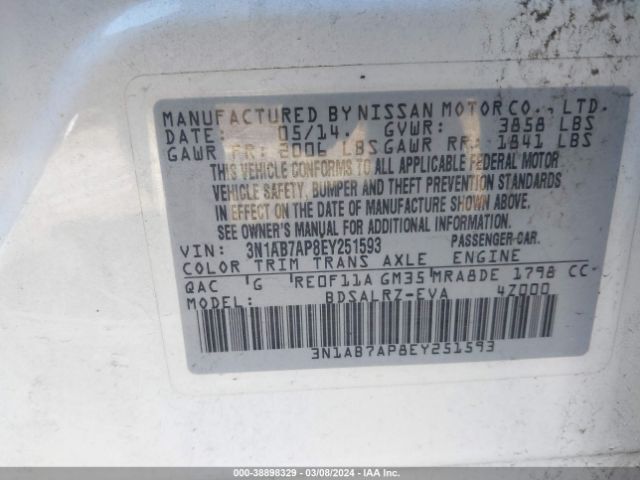 MANUFACTURED BY NISSAN MOTOR CO., LTD.
DATE: 05/14. GVWR: 3858 LBS
GAWR FR: 2006 LBS GAWR RR: 1841 LBS
THIS VEHICLE CONFORMS TO ALL APPLICABLE FEDERAL MOTOR
VEHICLE SAFETY, BUMPER AND THEFT PREVENTION STANDARDS
IN EFFECT ON THE DATE OF MANUFACTURE SHOWN ABOVE.
SEE OWNER'S MANUAL FOR ADDITIONAL INFORMATION.
VIN: 3N1AB7AP8EY251593 PASSENGER CAR.
COLOR TRIM TRANS AXLE ENGINE
QAC G RE0F11A GM35 MRA8DE 1798 CC
MODEL: BDSALRZ-EVA 4Z000
3N1AB7AP8EY251593
000-38898329 - 03/08/2024 - IAA Inc.